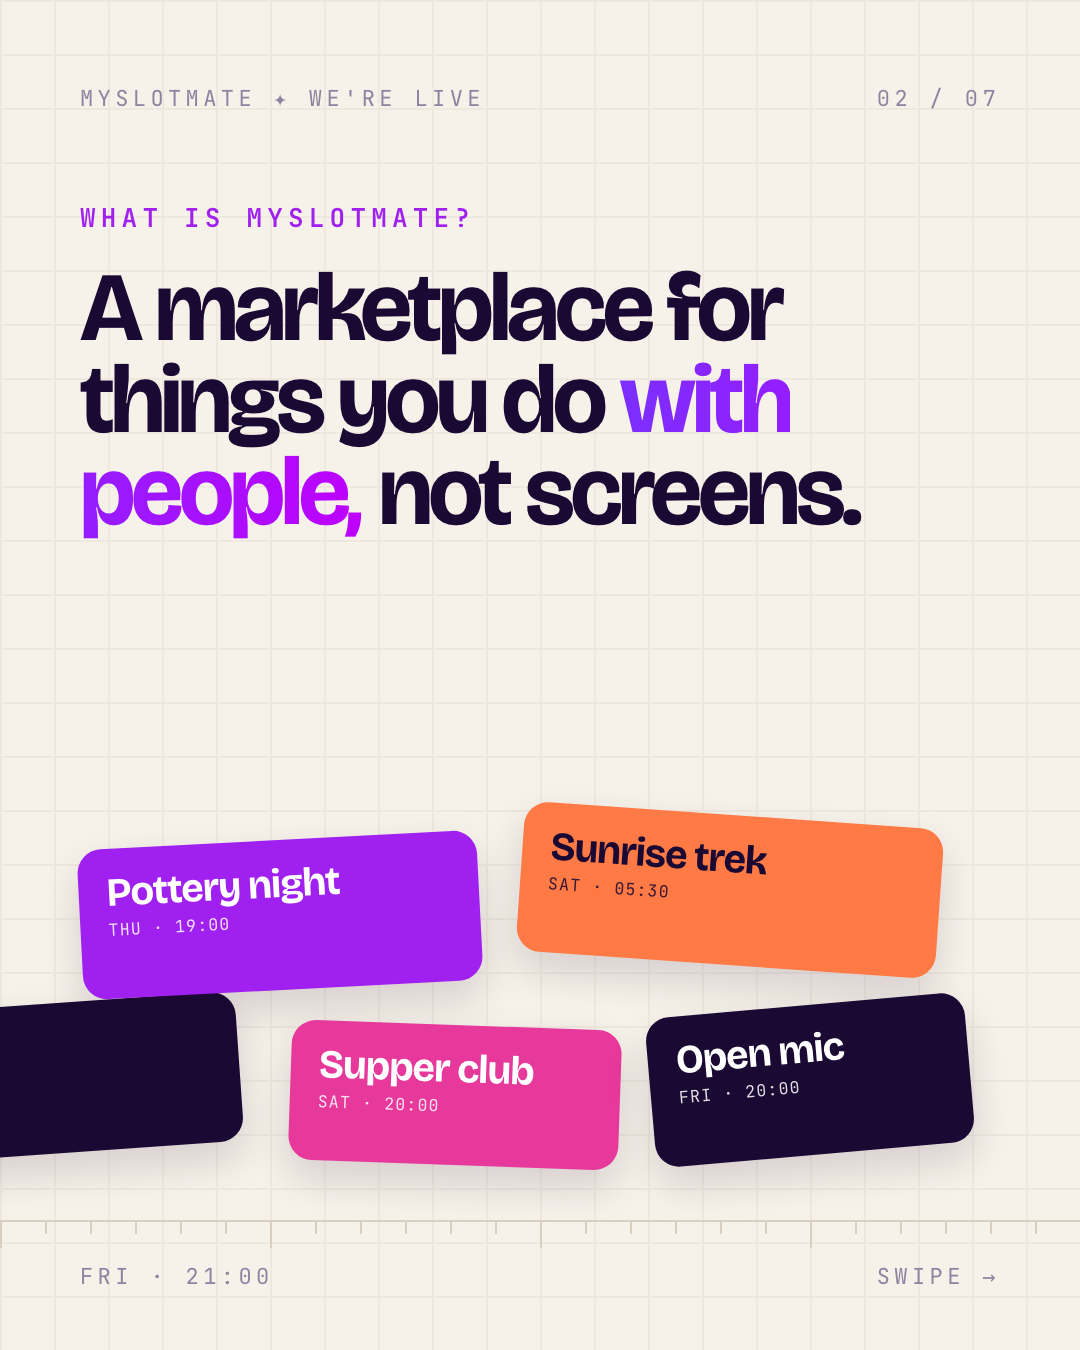 MYSLOTMATE ✦ WE'RE LIVE
02 / 07
WHAT IS MYSLOTMATE?
A marketplace for
things you do with
people, not screens.
Pottery night
THU · 19:00
Sunrise trek
SAT · 05:30
Supper club
SAT · 20:00
Open mic
FRI · 20:00
FRI · 21:00
SWIPE →